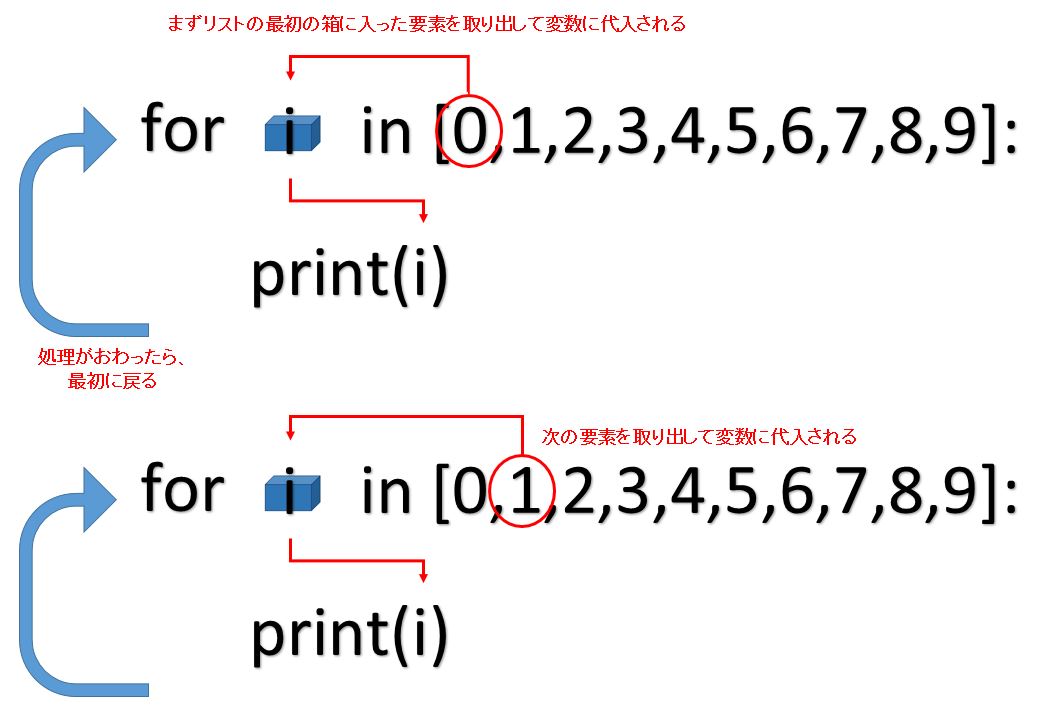 まずリストの最初の箱に入った要素を取り出して変数に代入される
for i in [0,1,2,3,4,5,6,7,8,9]:
print(i)
処理がおわったら、
最初に戻る
次の要素を取り出して変数に代入される
for i in [0,1,2,3,4,5,6,7,8,9]:
print(i)